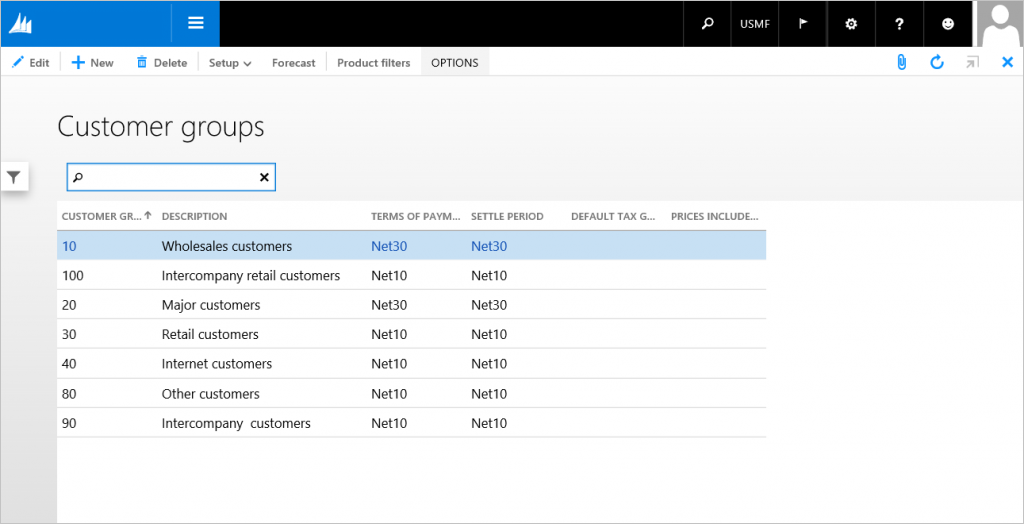 USMF ?
Edit New Delete Setup Forecast Product filters OPTIONS
Customer groups
CUSTOMER GR... DESCRIPTION TERMS OF PAYM... SETTLE PERIOD DEFAULT TAX G... PRICES INCLUDE...
10 Wholesales customers Net30 Net30
100 Intercompany retail customers Net10 Net10
20 Major customers Net30 Net30
30 Retail customers Net10 Net10
40 Internet customers Net10 Net10
80 Other customers Net10 Net10
90 Intercompany  customers Net10 Net10